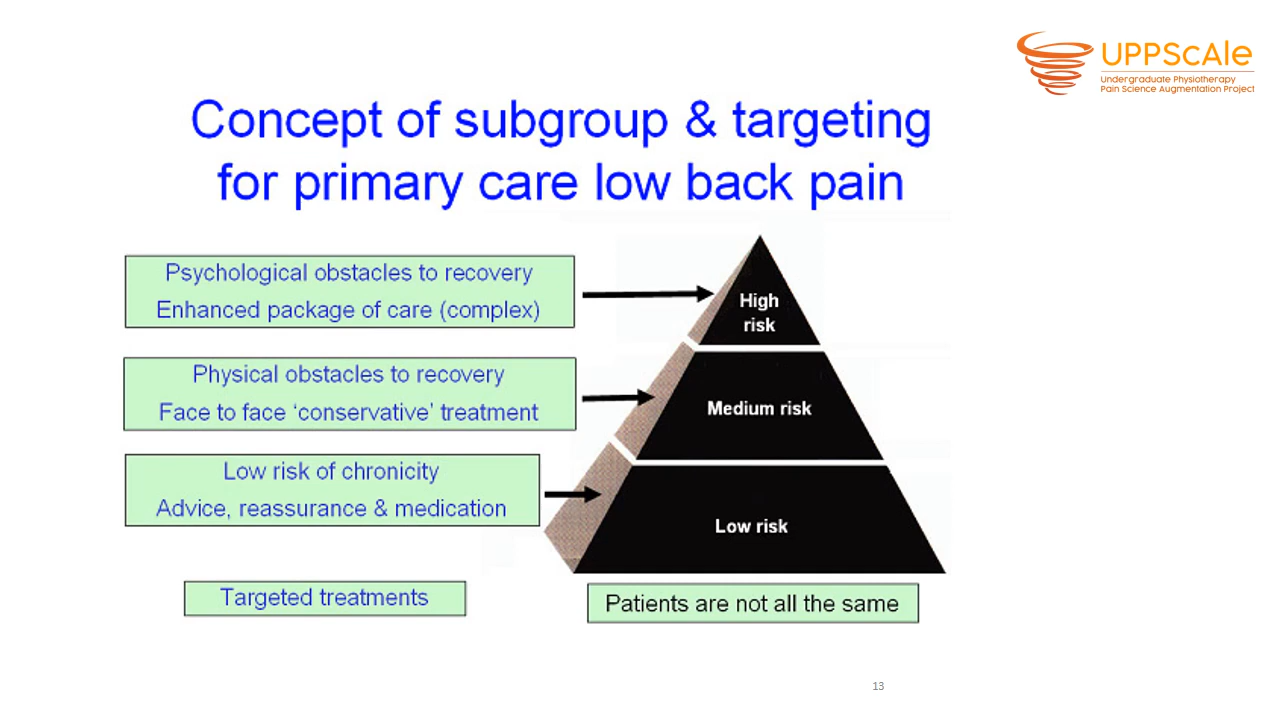 UPPScale
Undergraduate Physiotherapy
Pain Science Augmentation Project
Concept of subgroup & targeting
for primary care low back pain
Psychological obstacles to recovery
Enhanced package of care (complex)
High
risk
Physical obstacles to recovery
Face to face ‘conservative’ treatment
Medium risk
Low risk of chronicity
Advice, reassurance & medication
Low risk
Targeted treatments
Patients are not all the same
13